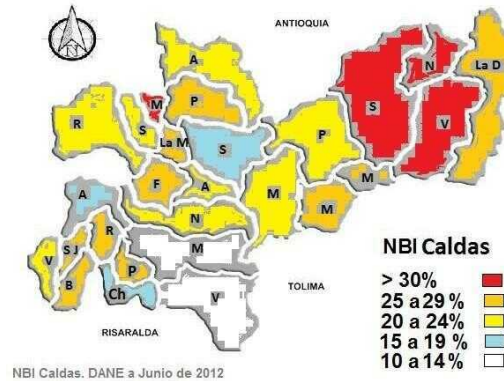 ANTIOQUIA
N
A
N
La D
P
M
S
R
S
La M
S
P
V
F
A
M
M
A
N
M
R
S J
M
V
B
P
Ch
V
TOLIMA
RISARALDA
NBI Caldas
> 30%
25 a 29 %
20 a 24%
15 a 19 %
10 a 14%
NBI Caldas. DANE a Junio de 2012